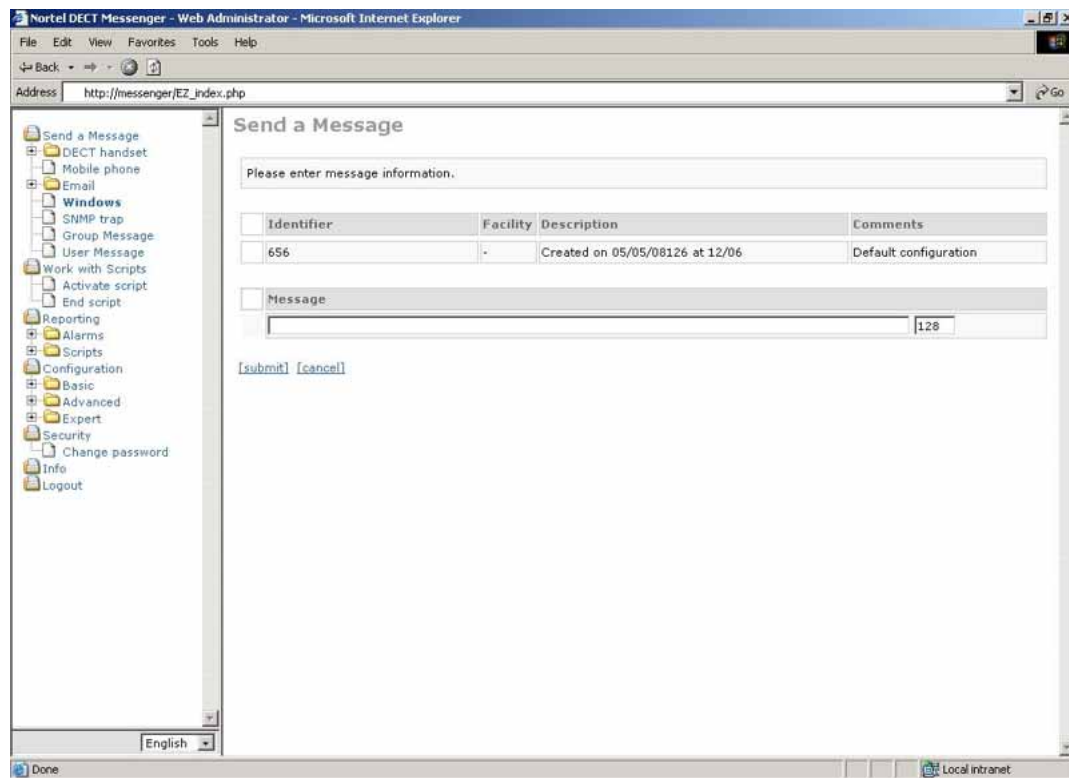 Nortel DECT Messenger - Web Administrator - Microsoft Internet Explorer
File Edit View Favorites Tools Help
Back
Address http://messenger/EZ_index.php Go
Send a Message
DECT handset
Mobile phone
Email
Windows
SNMP trap
Group Message
User Message
Work with Scripts
Activate script
End script
Reporting
Alarms
Scripts
Configuration
Basic
Advanced
Expert
Security
Change password
Info
Logout
English
Send a Message
Please enter message information.
Identifier Facility Description Comments
656 - Created on 05/05/08126 at 12/06 Default configuration
Message
128
[submit] [cancel]
Done Local intranet